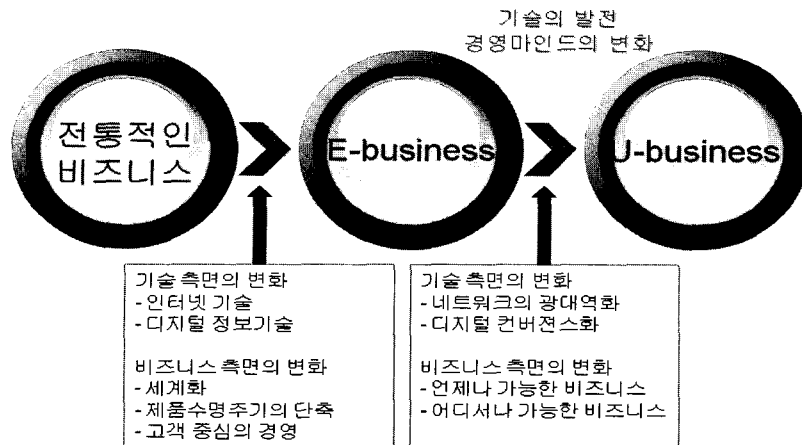 기술의 발전
경영마인드의 변화
전통적인
비즈니스
E-business
U-business
기술 측면의 변화
- 인터넷 기술
- 디지털 정보기술
비즈니스 측면의 변화
- 세계화
- 제품수명주기의 단축
- 고객 중심의 경영
기술 측면의 변화
- 네트워크의 광대역화
- 디지털 컨버젼스화
비즈니스 측면의 변화
- 언제나 가능한 비즈니스
- 어디서나 가능한 비즈니스